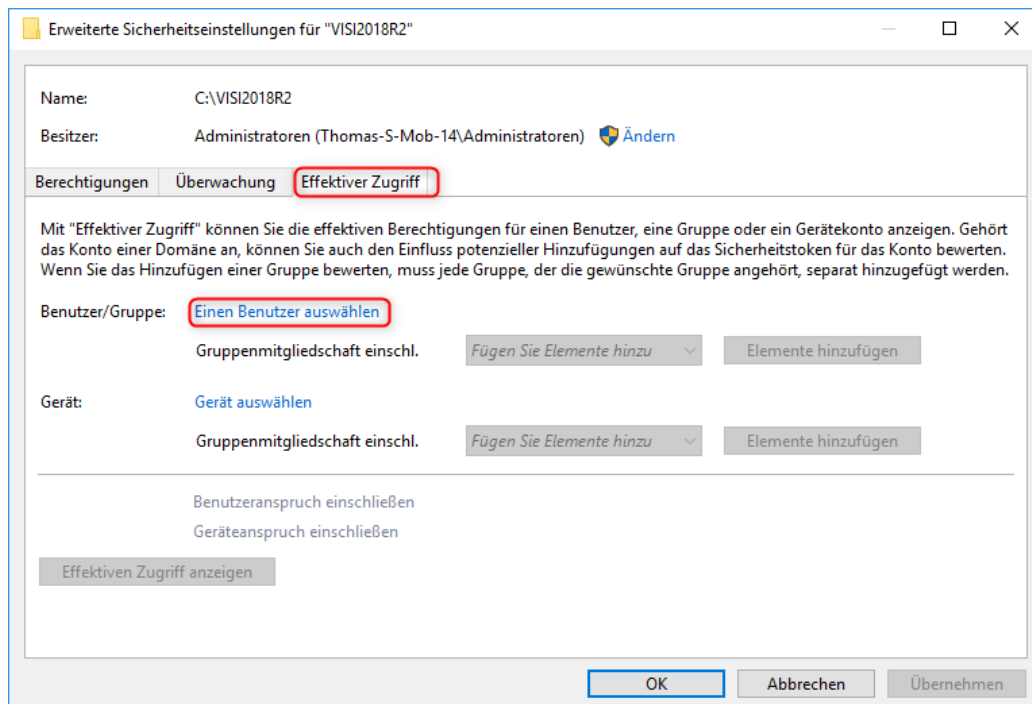 Erweiterte Sicherheitseinstellungen für "VISI2018R2"
Name: C:\VISI2018R2
Besitzer: Administratoren (Thomas-S-Mob-14\Administratoren) Ändern
Berechtigungen Überwachung Effektiver Zugriff
Mit "Effektiver Zugriff" können Sie die effektiven Berechtigungen für einen Benutzer, eine Gruppe oder ein Gerätekonto anzeigen. Gehört
das Konto einer Domäne an, können Sie auch den Einfluss potenzieller Hinzufügungen auf das Sicherheitstoken für das Konto bewerten.
Wenn Sie das Hinzufügen einer Gruppe bewerten, muss jede Gruppe, der die gewünschte Gruppe angehört, separat hinzugefügt werden.
Benutzer/Gruppe: Einen Benutzer auswählen
Gruppenmitgliedschaft einschl. Fügen Sie Elemente hinzu Elemente hinzufügen
Gerät: Gerät auswählen
Gruppenmitgliedschaft einschl. Fügen Sie Elemente hinzu Elemente hinzufügen
Benutzeranspruch einschließen
Geräteanspruch einschließen
Effektiven Zugriff anzeigen
OK Abbrechen Übernehmen